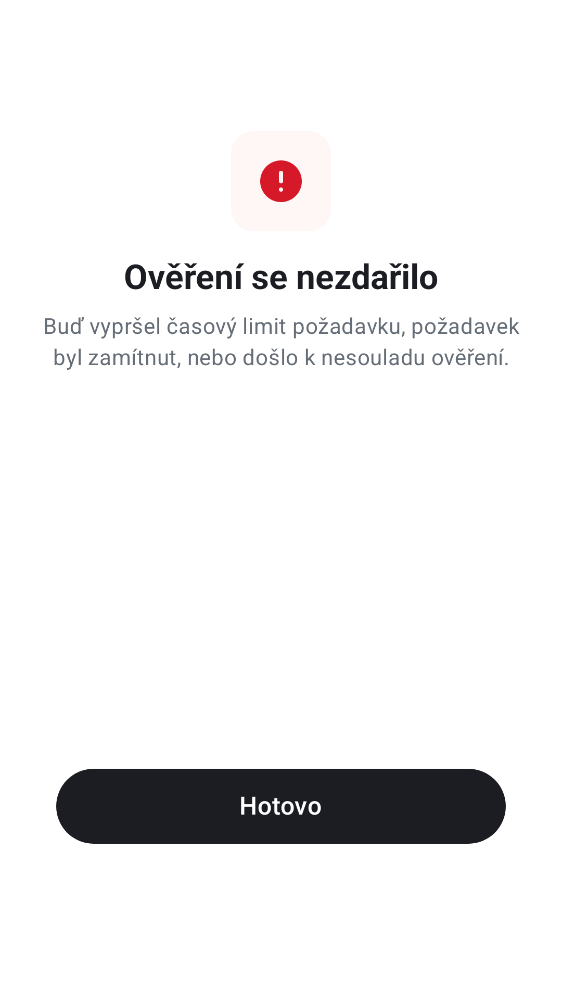 Ověření se nezdařilo
Buď vypršel časový limit požadavku, požadavek
byl zamítnut, nebo došlo k nesouladu ověření.
Hotovo